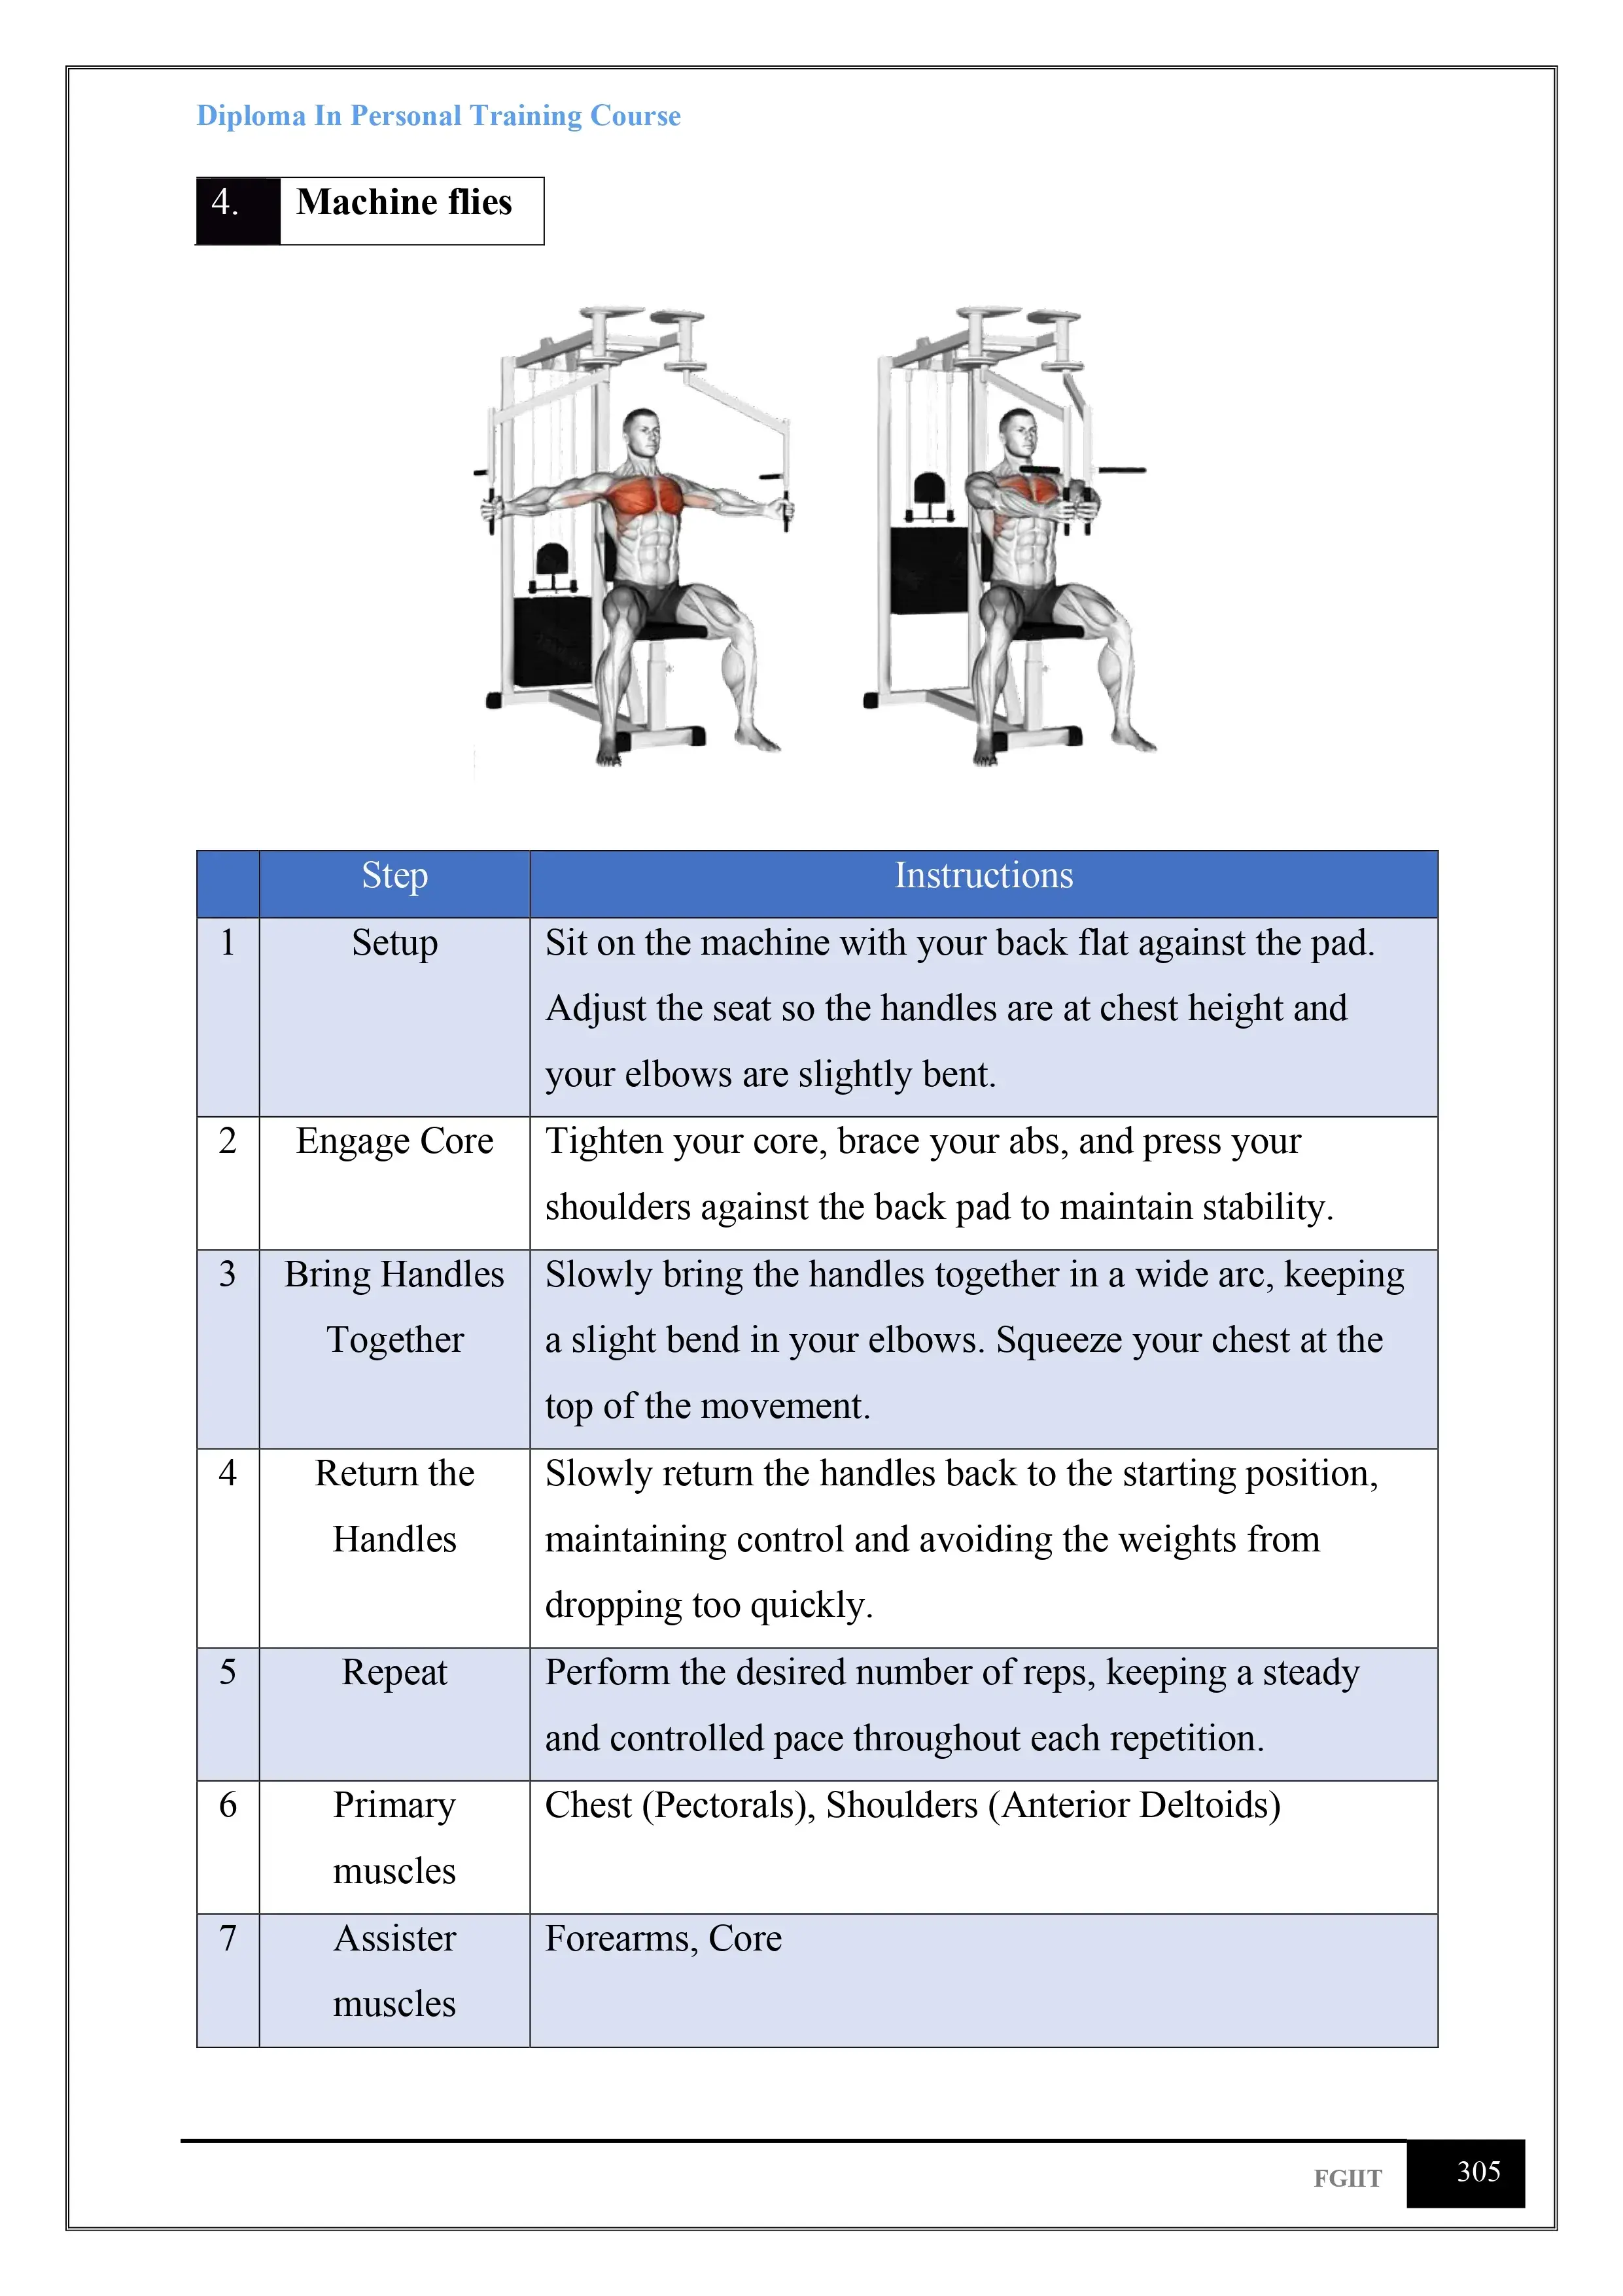 Diploma In Personal Training Course
4. Machine flies
Step Instructions
1 Setup Sit on the machine with your back flat against the pad.
Adjust the seat so the handles are at chest height and
your elbows are slightly bent.
2 Engage Core Tighten your core, brace your abs, and press your
shoulders against the back pad to maintain stability.
3 Bring Handles Slowly bring the handles together in a wide arc, keeping
Together a slight bend in your elbows. Squeeze your chest at the
top of the movement.
4 Return the Slowly return the handles back to the starting position,
Handles maintaining control and avoiding the weights from
dropping too quickly.
5 Repeat Perform the desired number of reps, keeping a steady
and controlled pace throughout each repetition.
6 Primary Chest (Pectorals), Shoulders (Anterior Deltoids)
muscles
7 Assister Forearms, Core
muscles
FGIIT 305